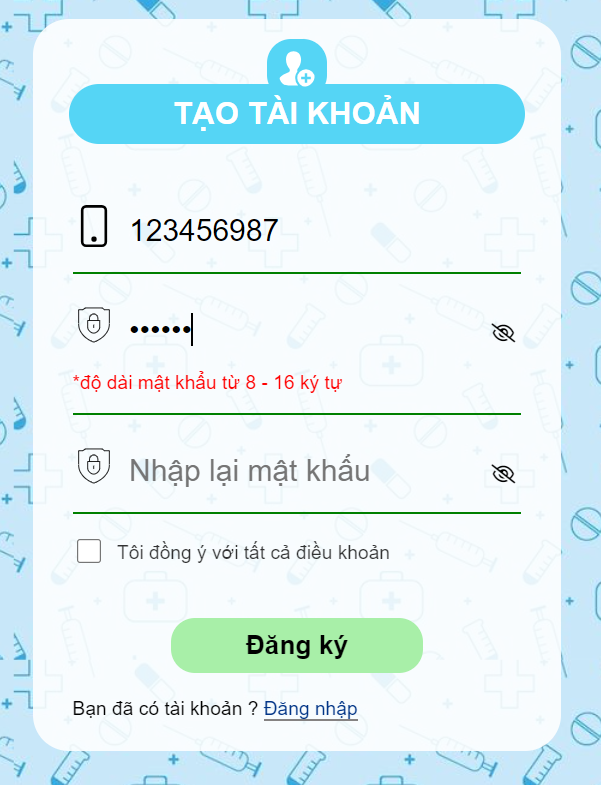 TẠO TÀI KHOẢN
123456987
••••••
*độ dài mật khẩu từ 8 - 16 ký tự
Nhập lại mật khẩu
Tôi đồng ý với tất cả điều khoản
Đăng ký
Bạn đã có tài khoản ? Đăng nhập